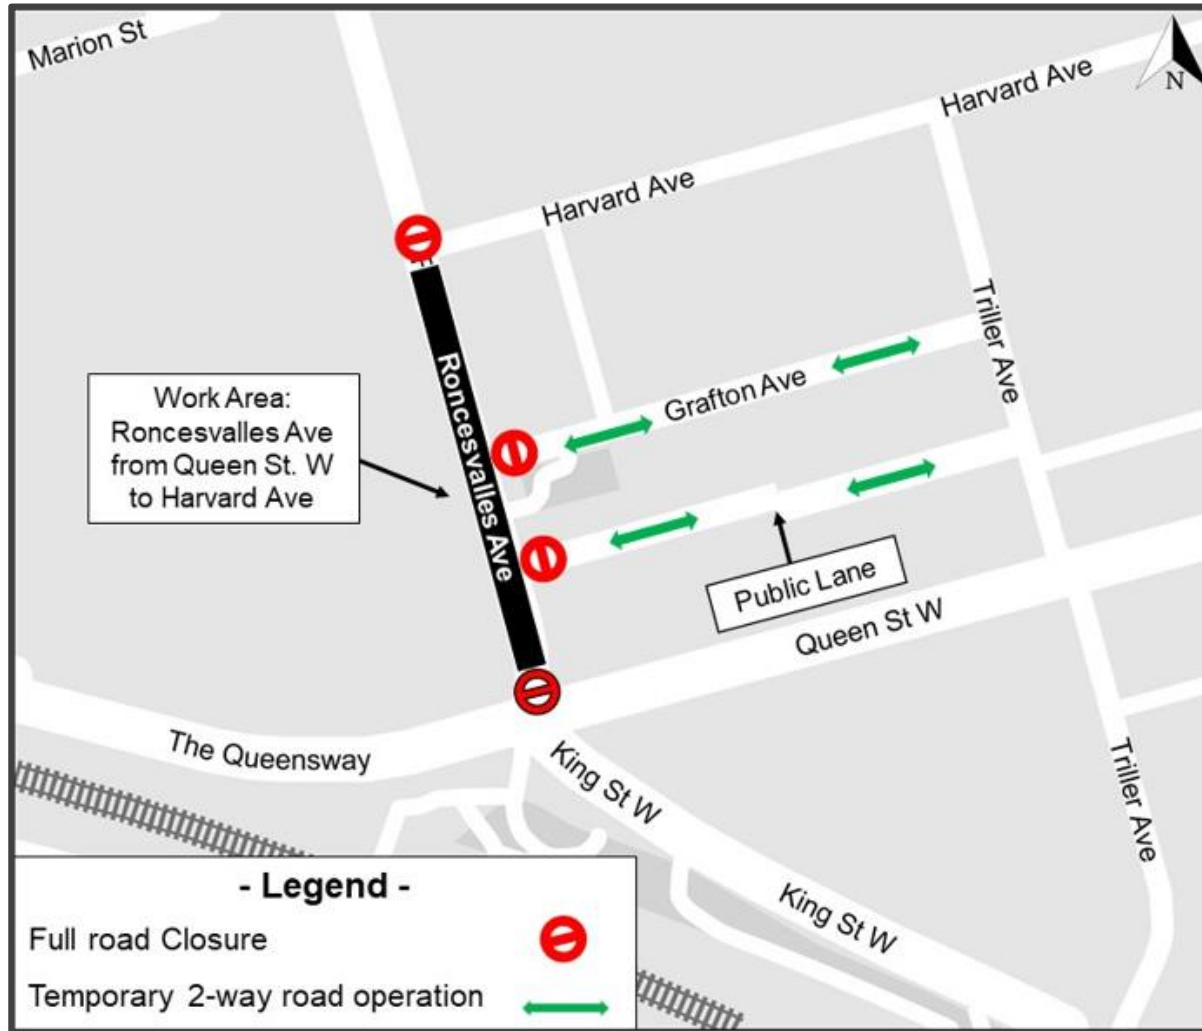 Marion St
N
Harvard Ave
Harvard Ave
Triller Ave
Roncesvalles Ave
Work Area:
Roncesvalles Ave
from Queen St. W
to Harvard Ave
Grafton Ave
Public Lane
Queen St W
The Queensway
King St W
Triller Ave
King St W
- Legend -
Full road Closure
Temporary 2-way road operation